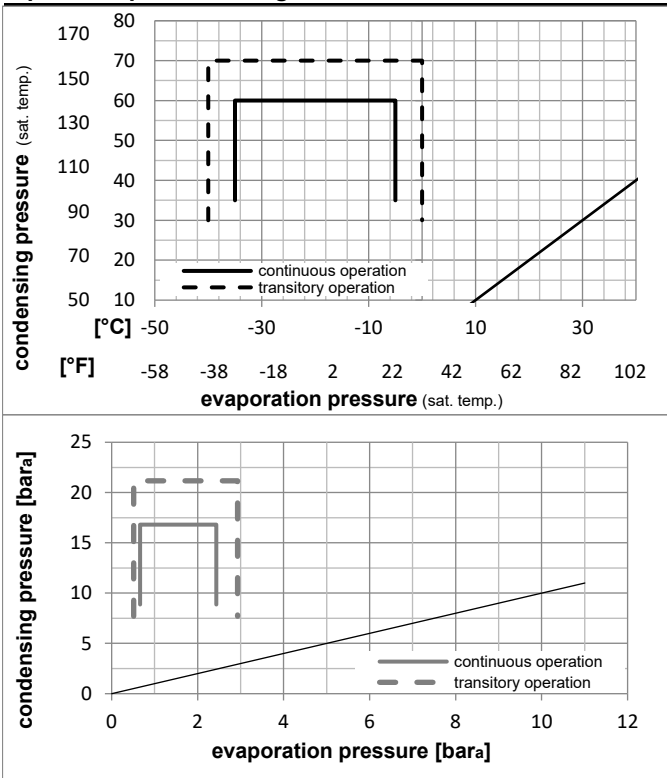 80
170
70
150
60
130
50
110
40
90
30
70
20
50
10
condensing pressure (sat. temp.)
continuous operation
transitory operation
[°C] -50 -30 -10 10 30
[°F] -58 -38 -18 2 22 42 62 82 102
evaporation pressure (sat. temp.)
25
20
15
10
5
0
condensing pressure [bara]
continuous operation
transitory operation
0 2 4 6 8 10 12
evaporation pressure [bara]